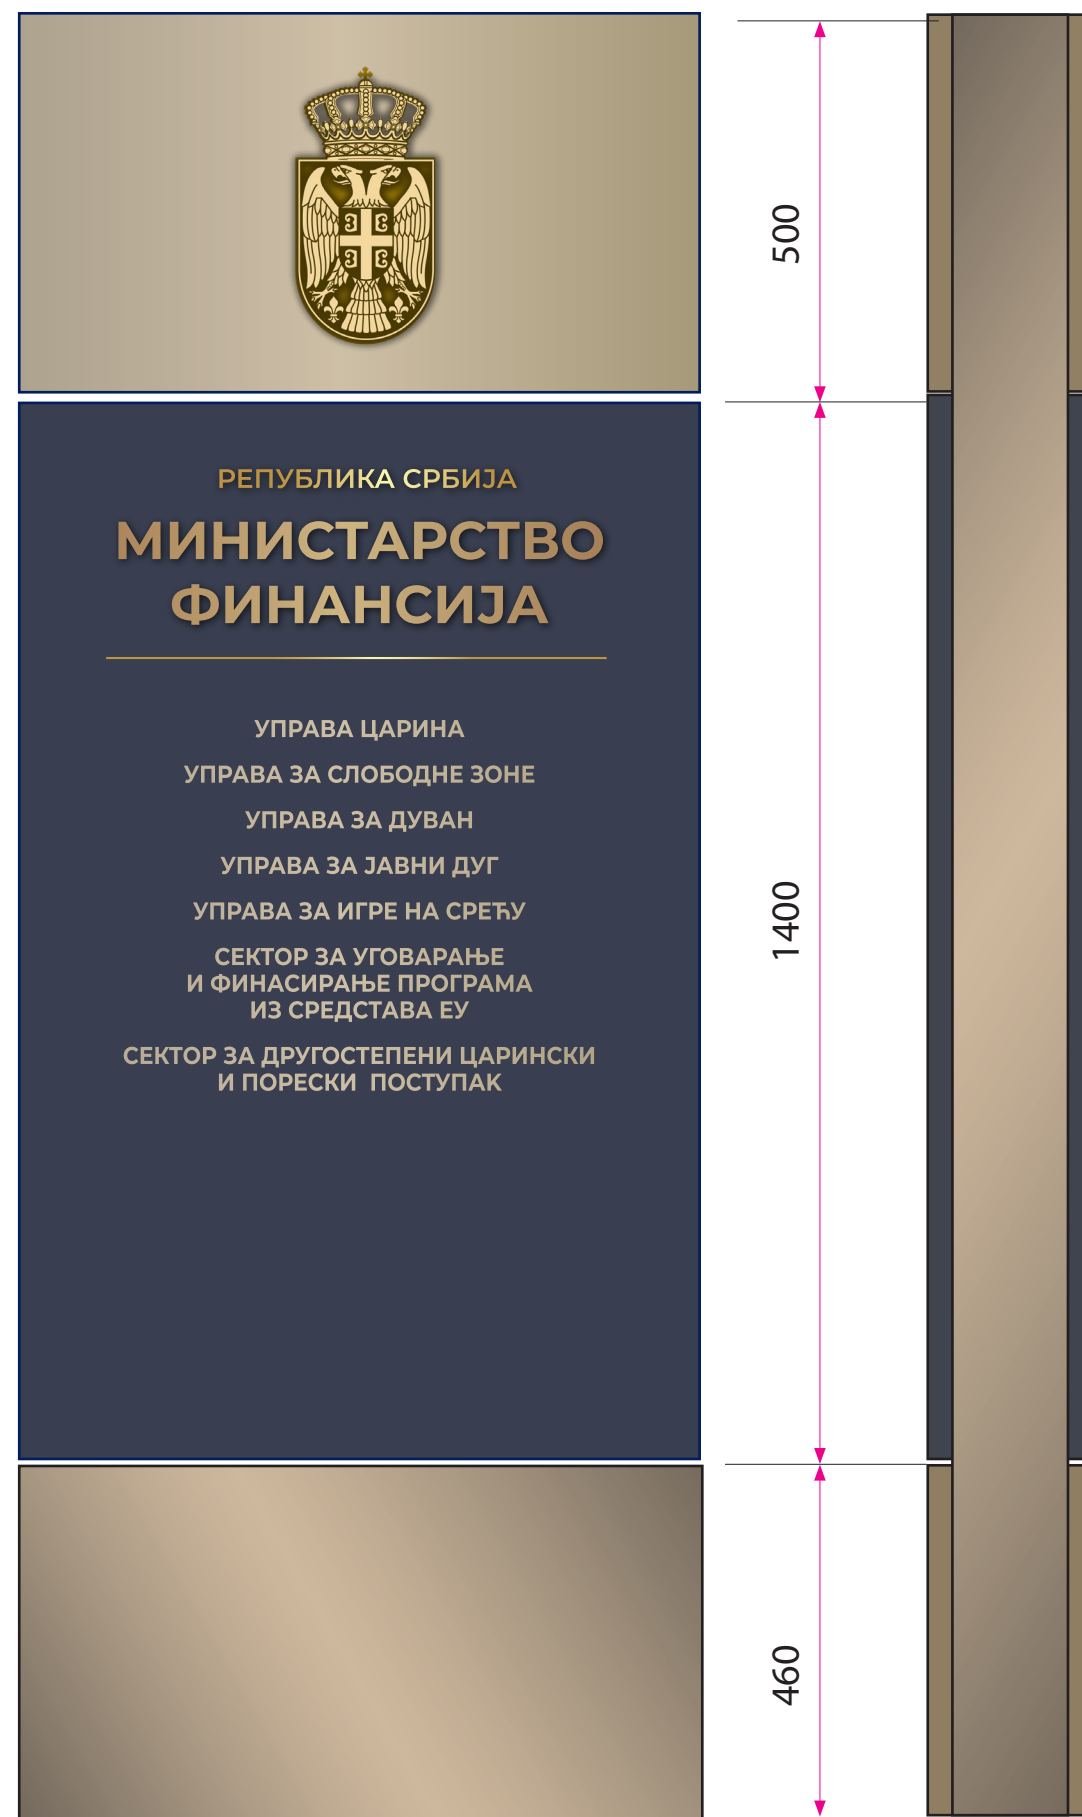 РЕПУБЛИКА СРБИЈА
МИНИСТАРСТВО
ФИНАНСИЈА
УПРАВА ЦАРИНА
УПРАВА ЗА СЛОБОДНЕ ЗОНЕ
УПРАВА ЗА ДУВАН
УПРАВА ЗА ЈАВНИ ДУГ
УПРАВА ЗА ИГРЕ НА СРЕЋУ
СЕКТОР ЗА УГОВАРАЊЕ
И ФИНАСИРАЊЕ ПРОГРАМА
ИЗ СРЕДСТАВА ЕУ
СЕКТОР ЗА ДРУГОСТЕПЕНИ ЦАРИНСКИ
И ПОРЕСКИ ПОСТУПАК
500
1400
460